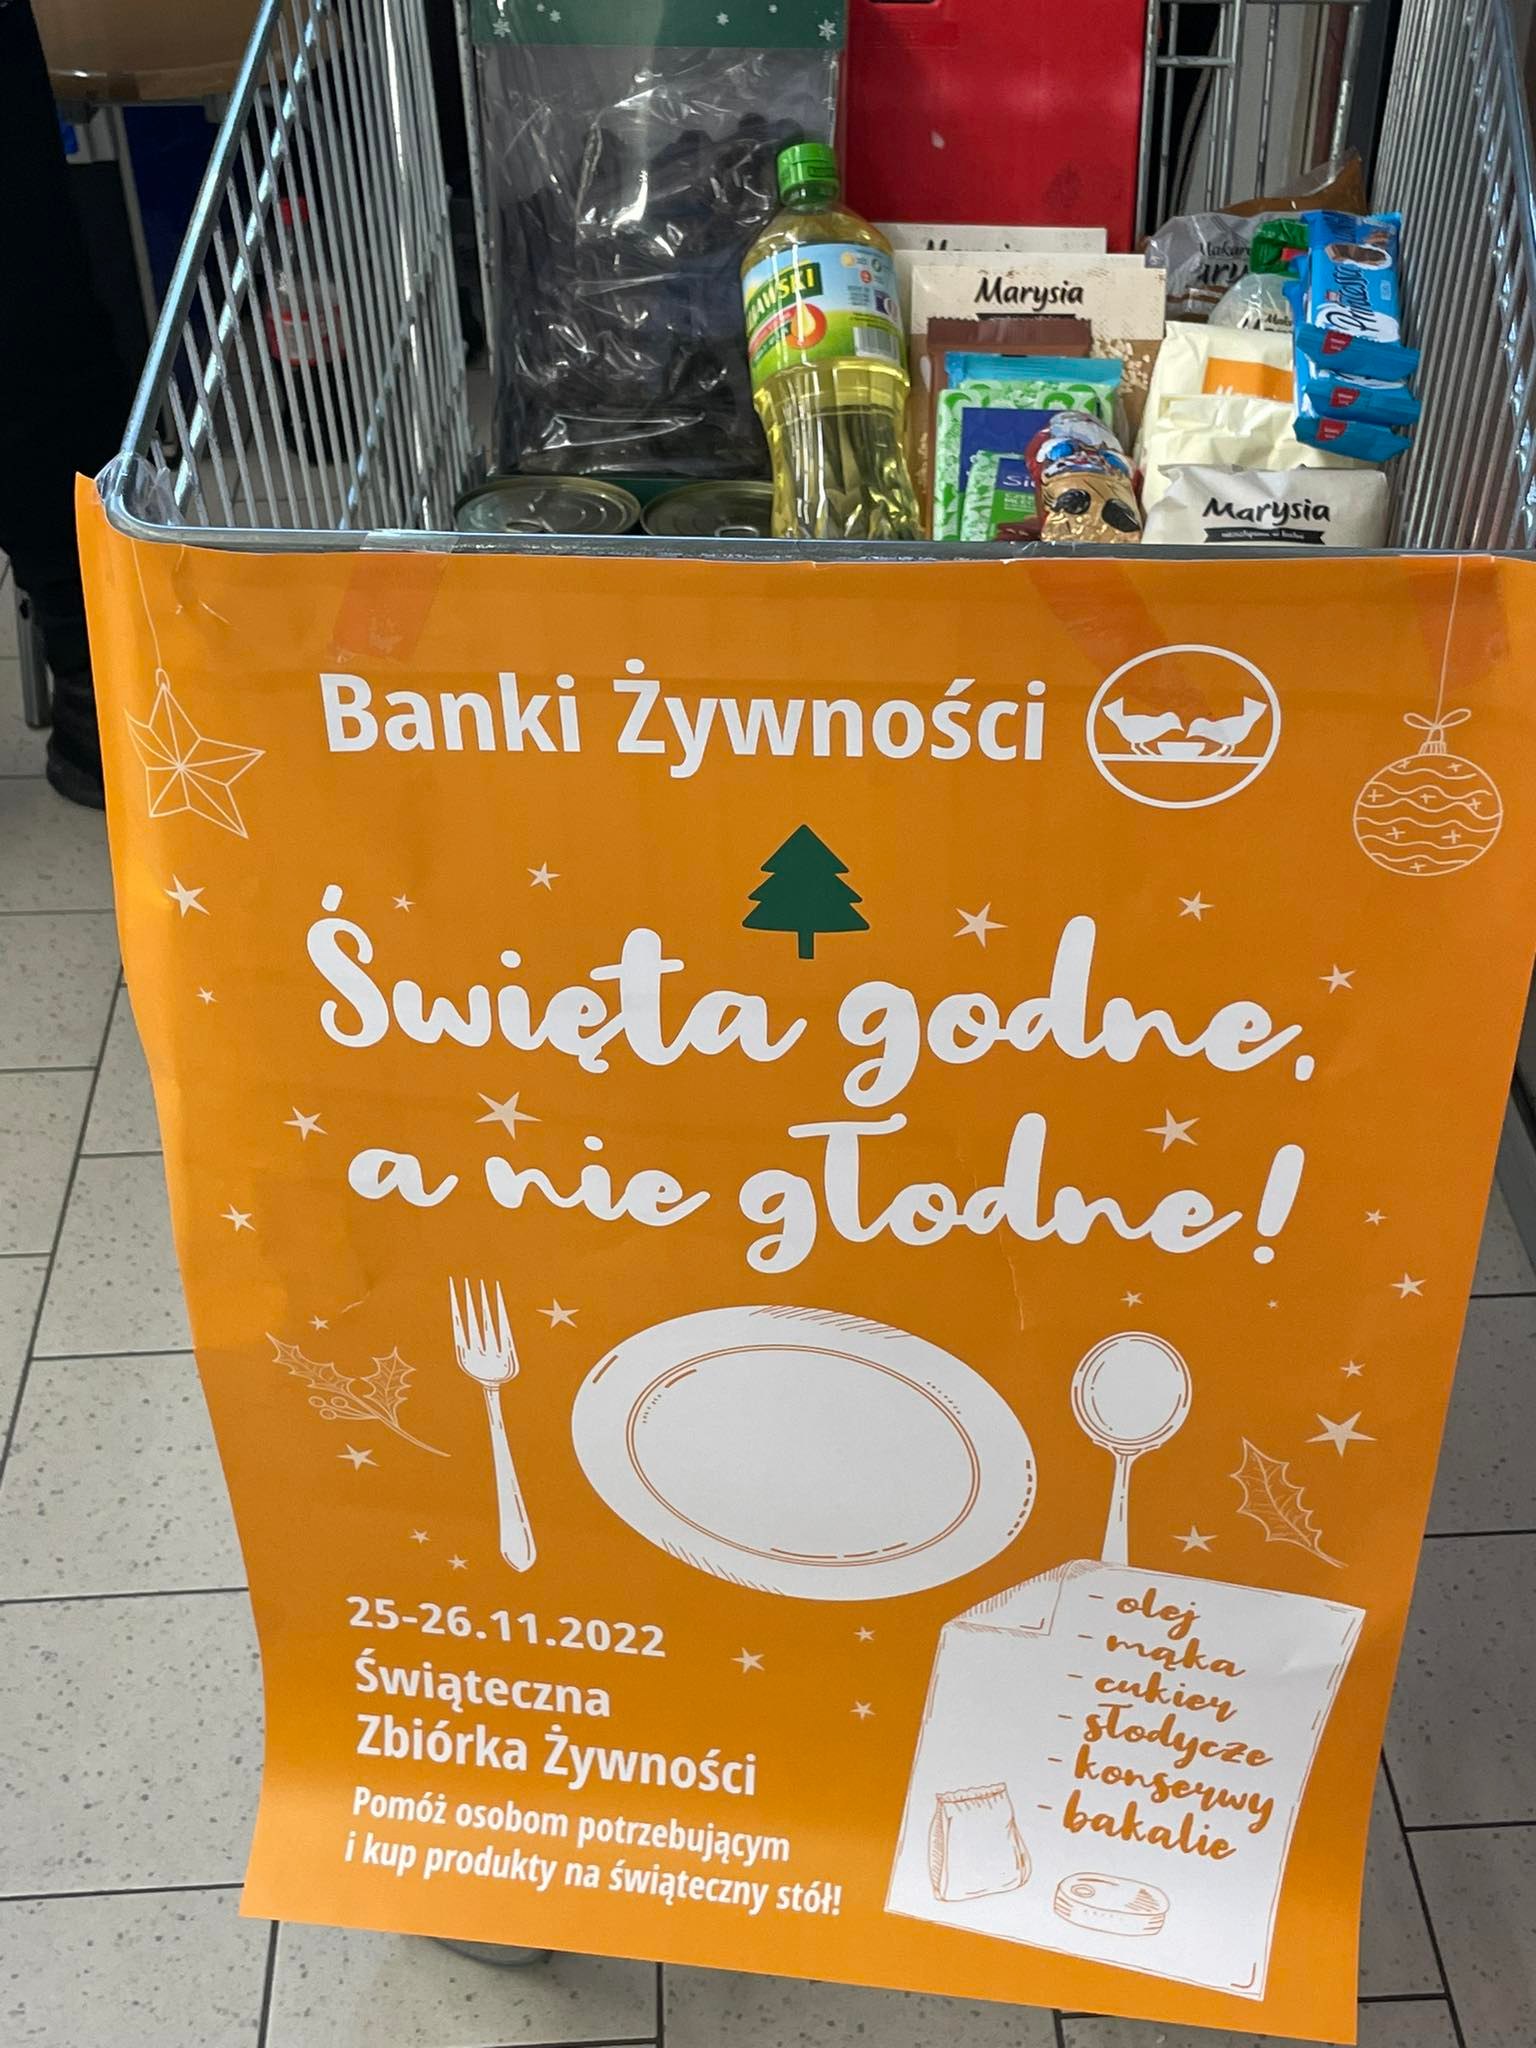 Marysia
Princessa
Marysia
Banki Żywności
Święta godne,
a nie głodne!
25-26.11.2022
Świąteczna
Zbiórka Żywności
Pomóż osobom potrzebującym
i kup produkty na świąteczny stół!
- olej
- mąka
- cukier
- słodycze
- konserwy
- bakalie